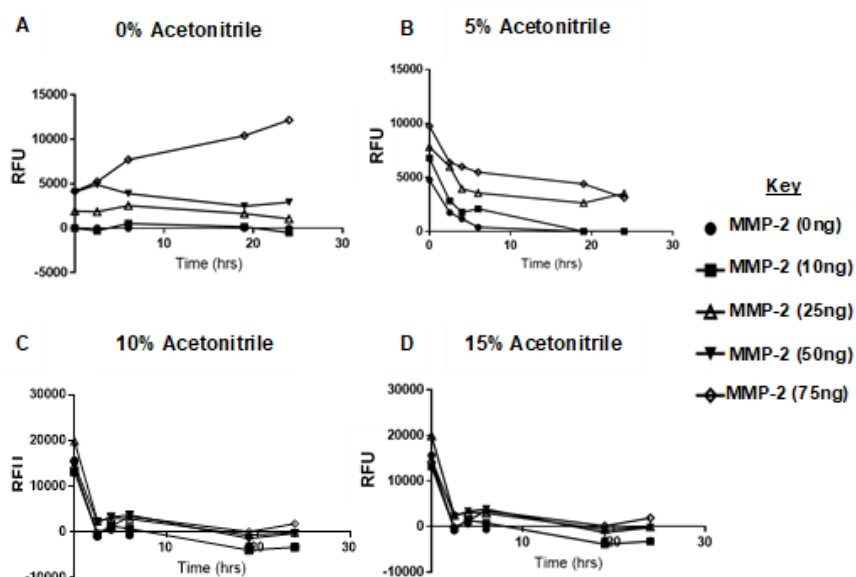 A
0% Acetonitrile
15000
10000
5000
0
-5000
RFU
10
20
30
Time (hrs)
B
5% Acetonitrile
15000
10000
5000
0
RFU
0
10
20
30
Time (hrs)
Key
MMP-2 (0ng)
MMP-2 (10ng)
MMP-2 (25ng)
MMP-2 (50ng)
MMP-2 (75ng)
C
10% Acetonitrile
30000
20000
10000
0
-10000
RFU
10
20
30
Time (hrs)
D
15% Acetonitrile
30000
20000
10000
0
-10000
RFU
10
20
30
Time (hrs)